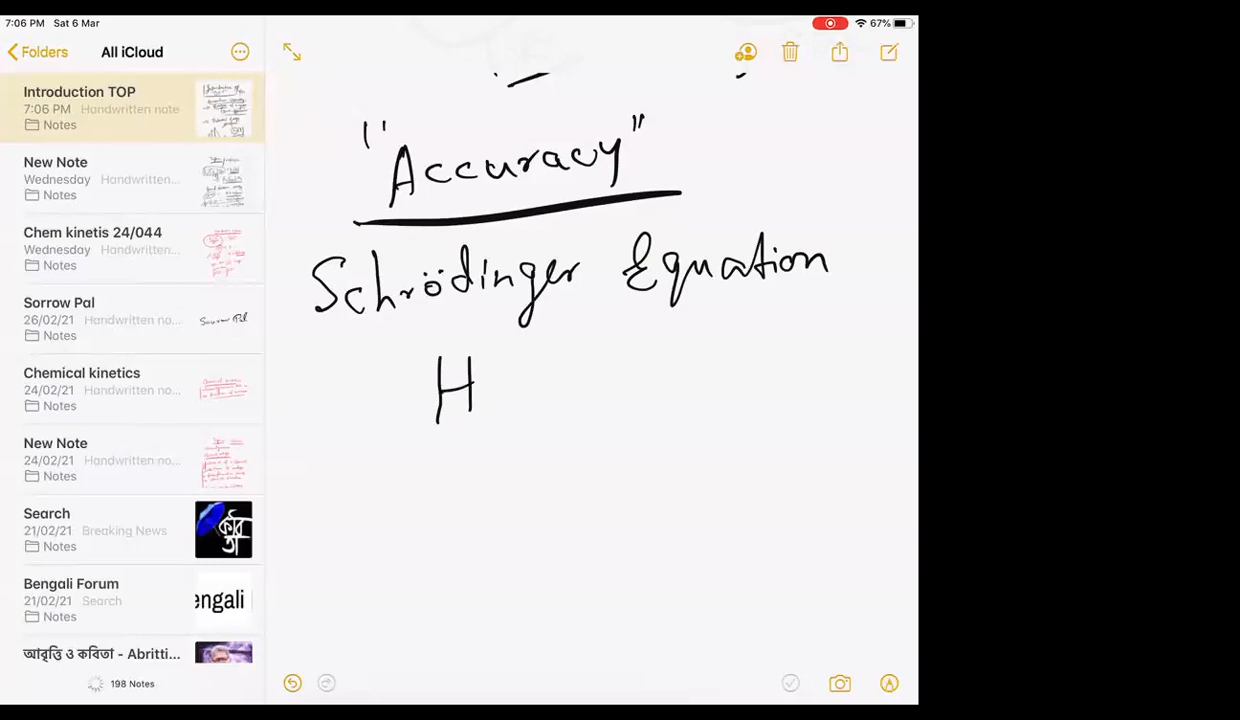 7:06 PM Sat 6 Mar
67%
Folders
All iCloud
Introduction TOP
7:06 PM Handwritten note
Notes
New Note
Wednesday Handwritten...
Notes
Chem kinetis 24/044
Wednesday Handwritten...
Notes
Sorrow Pal
26/02/21 Handwritten no...
Notes
Chemical kinetics
24/02/21 Handwritten no...
Notes
New Note
24/02/21 Handwritten no...
Notes
Search
21/02/21 Breaking News
Notes
Bengali Forum
21/02/21 Search
Notes
আবৃত্তি ও কবিতা - Abritti...
198 Notes
engali
"Accuracy"
Schrödinger Equation
H